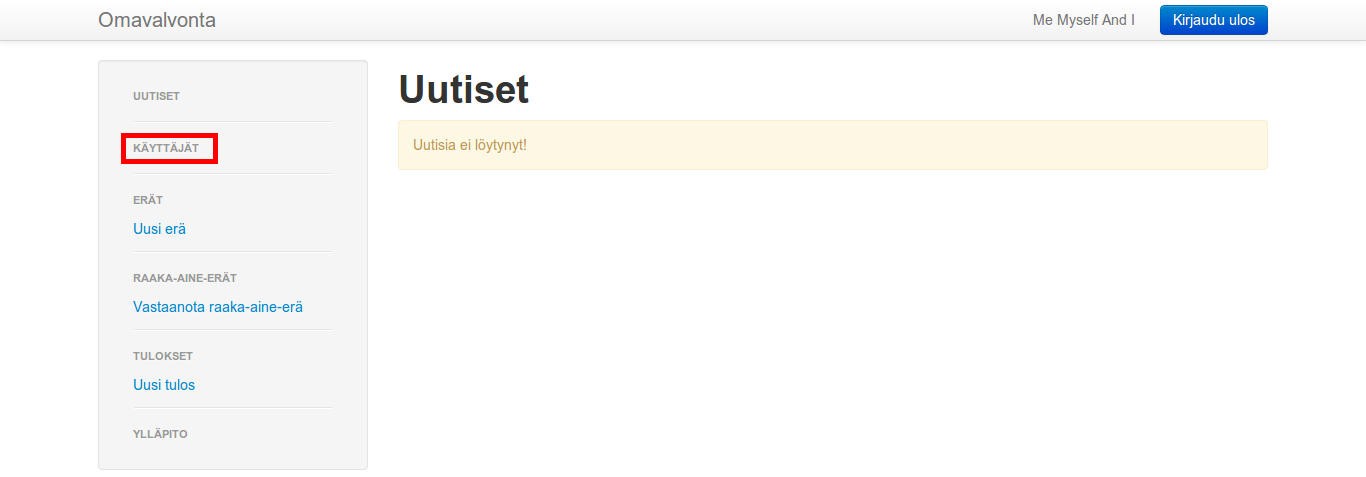 Omavalvonta
Me Myself And I
Kirjaudu ulos
UUTISET
KÄYTTÄJÄT
ERÄT
Uusi erä
RAAKA-AINE-ERÄT
Vastaanota raaka-aine-erä
TULOKSET
Uusi tulos
YLLÄPITO
Uutiset
Uutisia ei löytynyt!